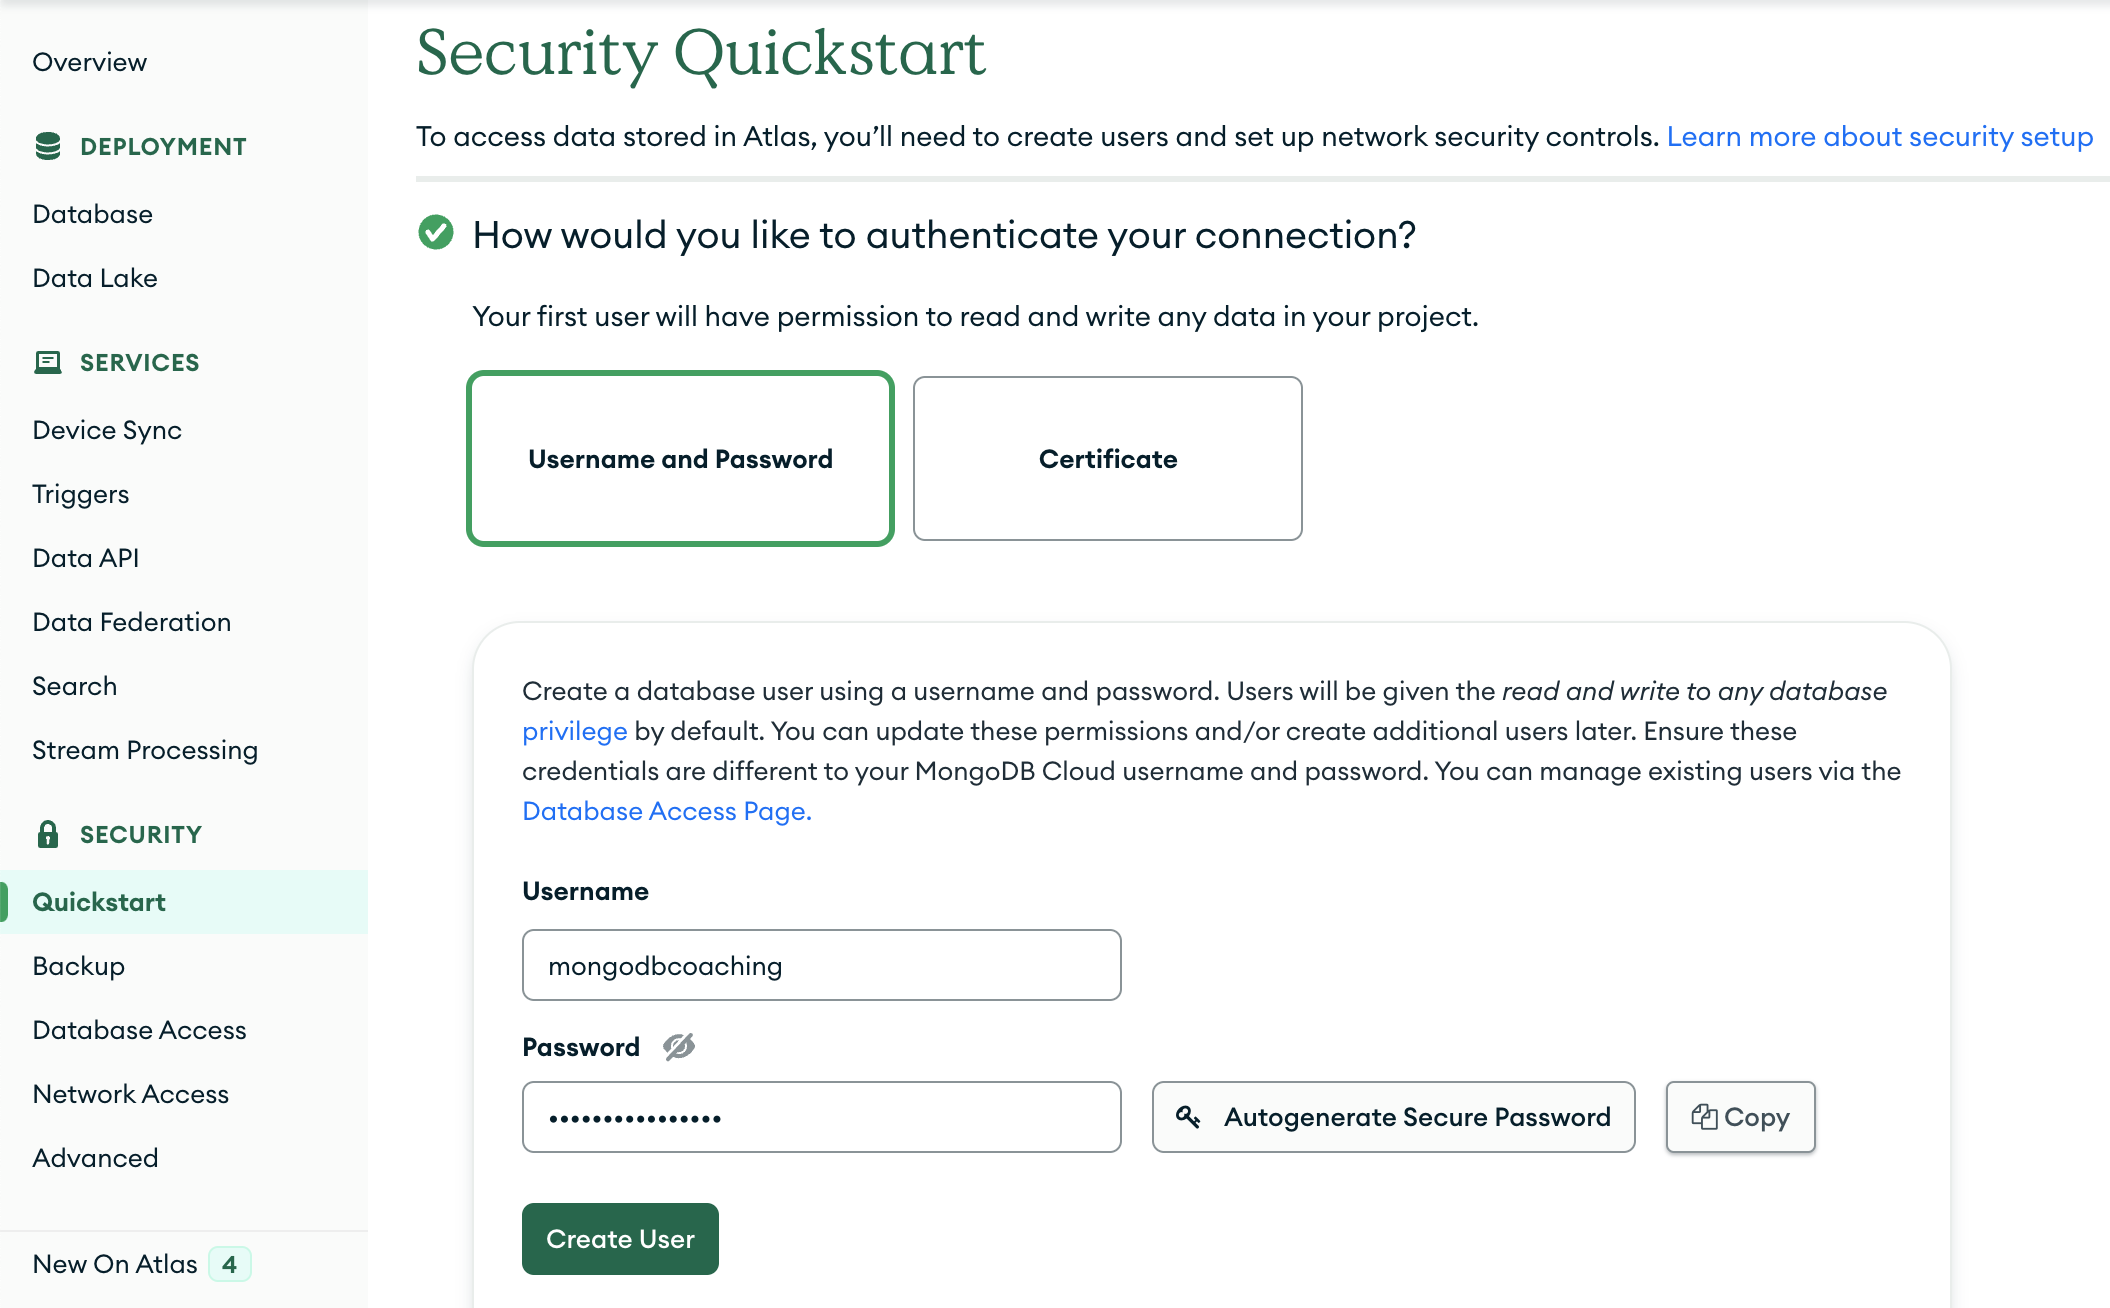 Overview
DEPLOYMENT
Database
Data Lake
SERVICES
Device Sync
Triggers
Data API
Data Federation
Search
Stream Processing
SECURITY
Quickstart
Backup
Database Access
Network Access
Advanced
New On Atlas 4
Security Quickstart
To access data stored in Atlas, you’ll need to create users and set up network security controls. Learn more about security setup
How would you like to authenticate your connection?
Your first user will have permission to read and write any data in your project.
Username and Password
Certificate
Create a database user using a username and password. Users will be given the read and write to any database
privilege by default. You can update these permissions and/or create additional users later. Ensure these
credentials are different to your MongoDB Cloud username and password. You can manage existing users via the
Database Access Page.
Username
mongodbcoaching
Password
••••••••••••••••
Autogenerate Secure Password
Copy
Create User